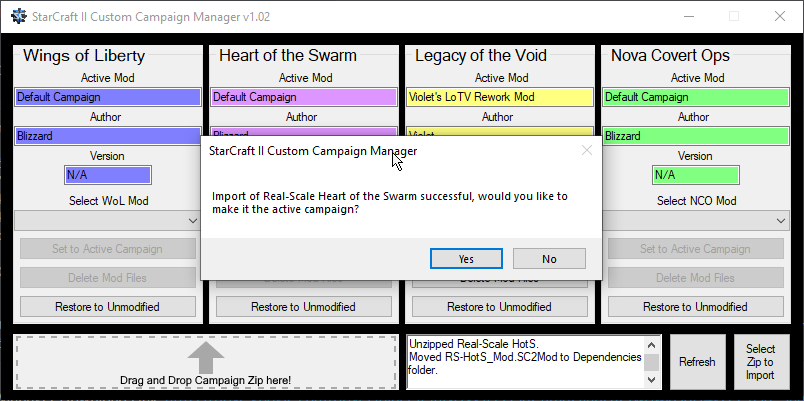 StarCraft II Custom Campaign Manager v1.02
Wings of Liberty
Heart of the Swarm
Legacy of the Void
Nova Covert Ops
Active Mod
Active Mod
Active Mod
Active Mod
Default Campaign
Default Campaign
Violet's LoTV Rework Mod
Default Campaign
Author
Author
Author
Author
Blizzard
Blizzard
Violet
Blizzard
StarCraft II Custom Campaign Manager
Import of Real-Scale Heart of the Swarm successful, would you like to
make it the active campaign?
Yes
No
Version
N/A
Select WoL Mod
Set to Active Campaign
Delete Mod Files
Restore to Unmodified
Version
N/A
Select NCO Mod
Set to Active Campaign
Delete Mod Files
Restore to Unmodified
Delete Mod Files
Delete Mod Files
Restore to Unmodified
Restore to Unmodified
Drag and Drop Campaign Zip here!
Unzipped Real-Scale HotS.
Moved RS-HotS_Mod.SC2Mod to Dependencies
folder.
Refresh
Select
Zip to
Import